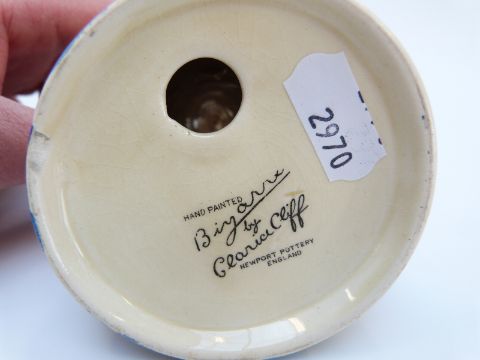 2970
HAND PAINTED
Bizarre
by
Clarice Cliff
NEWPORT POTTERY
ENGLAND